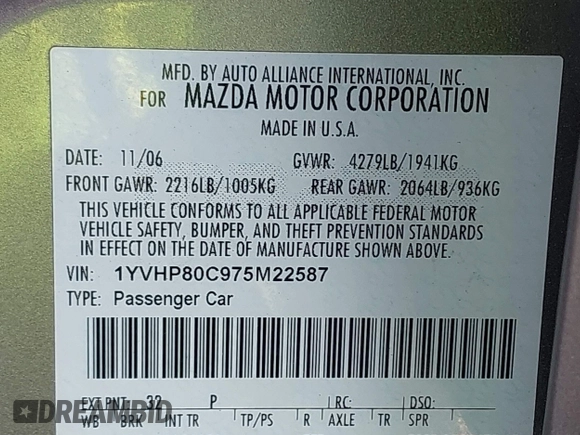 MFD. BY AUTO ALLIANCE INTERNATIONAL, INC.
FOR MAZDA MOTOR CORPORATION
MADE IN U.S.A.
DATE: 11/06 GVWR: 4279LB/1941KG
FRONT GAWR: 2216LB/1005KG REAR GAWR: 2064LB/936KG
THIS VEHICLE CONFORMS TO ALL APPLICABLE FEDERAL MOTOR
VEHICLE SAFETY, BUMPER, AND THEFT PREVENTION STANDARDS
IN EFFECT ON THE DATE OF MANUFACTURE SHOWN ABOVE.
VIN: 1YVHP80C975M22587
TYPE: Passenger Car
EXT PNT: 32 P RC: DSO:
WB BRK INT TR TP/PS R AXLE TR SPR
DREAMBID